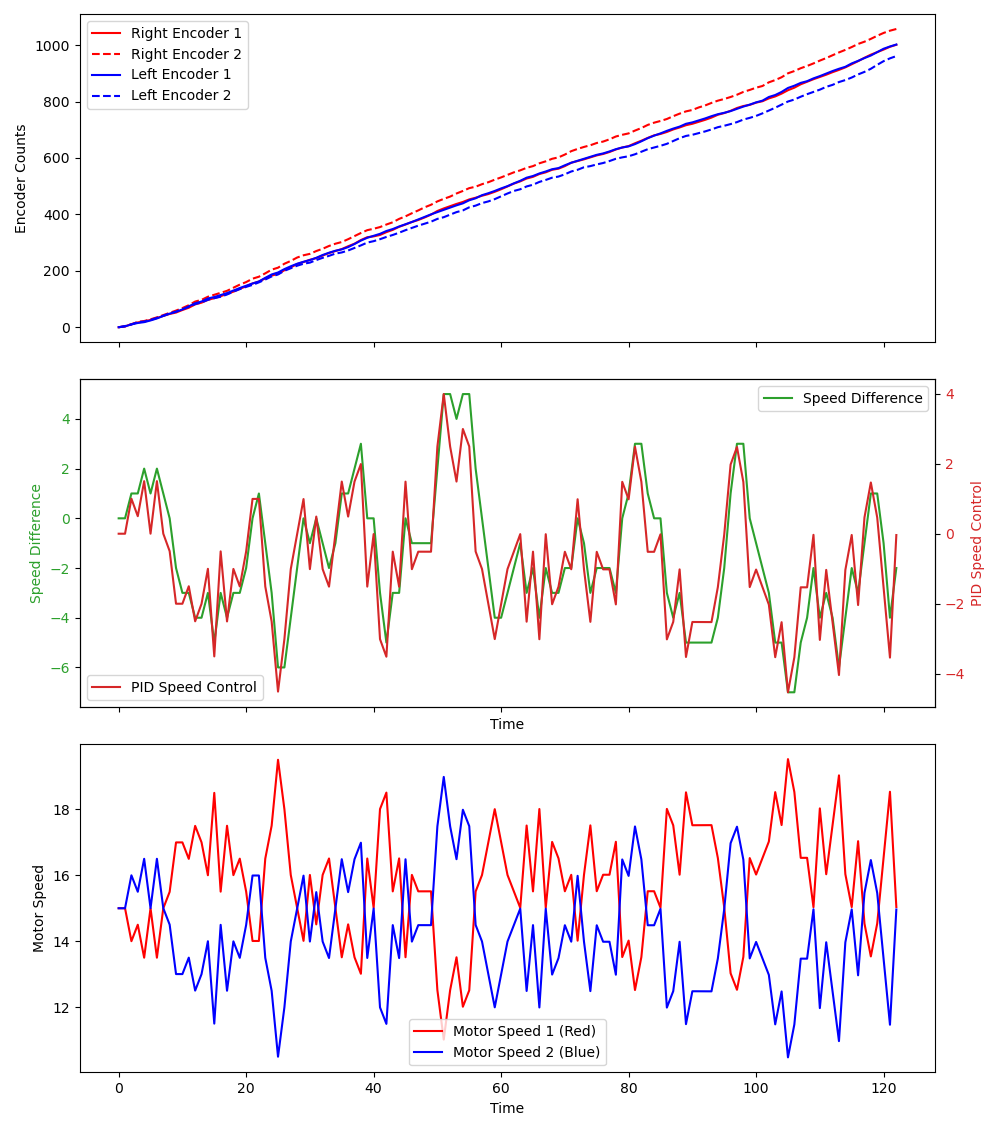 Right Encoder 1
Right Encoder 2
Left Encoder 1
Left Encoder 2
Encoder Counts
1000
800
600
400
200
0
Speed Difference
PID Speed Control
Speed Difference
4
2
0
−2
−4
−6
PID Speed Control
4
2
0
−2
−4
Time
Motor Speed
18
16
14
12
Motor Speed 1 (Red)
Motor Speed 2 (Blue)
0 20 40 60 80 100 120
Time